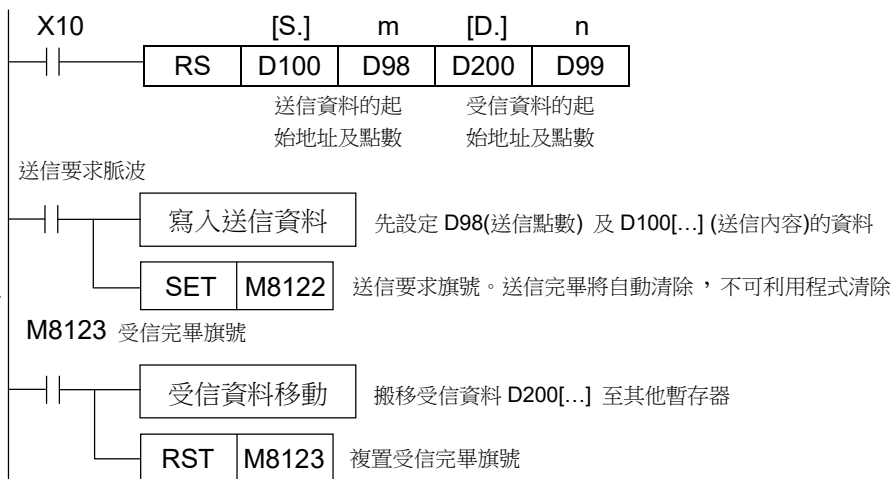 X10 [S.] m [D.] n
RS D100 D98 D200 D99
送信資料的起 受信資料的起
始地址及點數 始地址及點數
送信要求脈波
寫入送信資料 先設定 D98(送信點數) 及 D100[…] (送信內容)的資料
SET M8122 送信要求旗號。送信完畢將自動清除，不可利用程式清除
M8123 受信完畢旗號
受信資料移動 搬移受信資料 D200[…] 至其他暫存器
RST M8123 複置受信完畢旗號